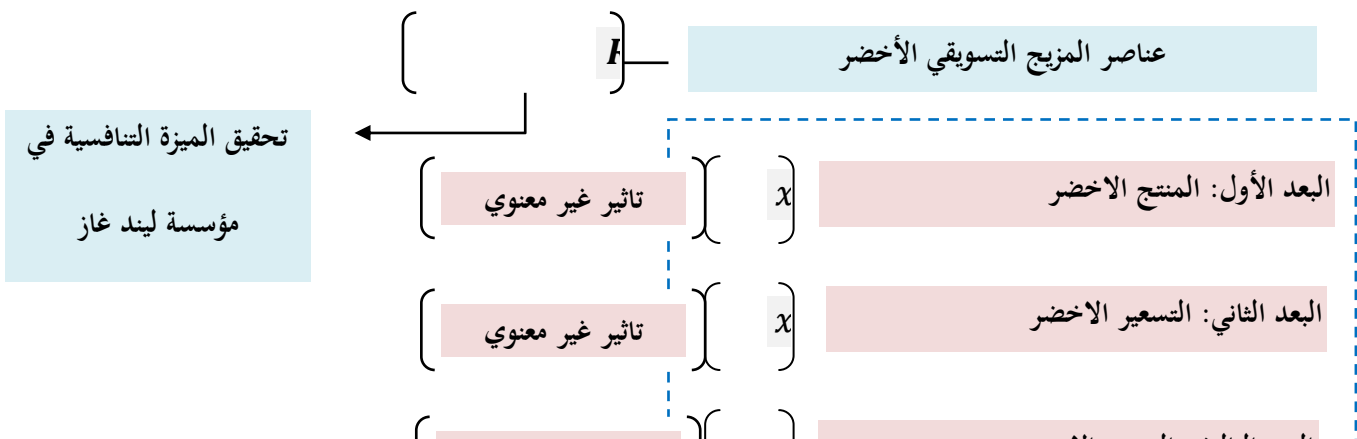 عناصر المزيج التسويقي الأخضر
تحقيق الميزة التنافسية في
مؤسسة ليند غاز
البعد الأول: المنتج الاخضر
x
تاثير غير معنوي
البعد الثاني: التسعير الاخضر
x
تاثير غير معنوي